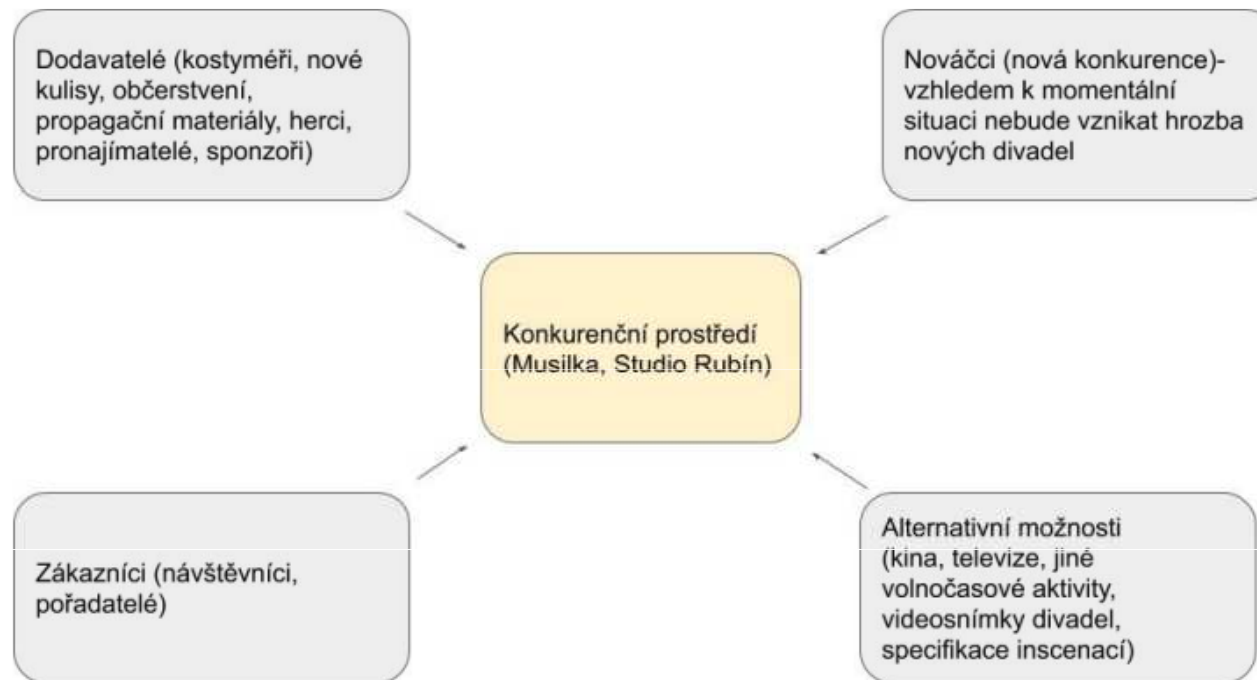 Dodavatelé (kostyméři, nové
kulisy, občerstvení,
propagační materiály, herci,
pronajímatelé, sponzoři)
Nováčci (nová konkurence)-
vzhledem k momentální
situaci nebude vznikat hrozba
nových divadel
Konkurenční prostředí
(Musilka, Studio Rubín)
Zákazníci (návštěvníci,
pořadatelé)
Alternativní možnosti
(kina, televize, jiné
volnočasové aktivity,
videosnímky divadel,
specifikace inscenací)